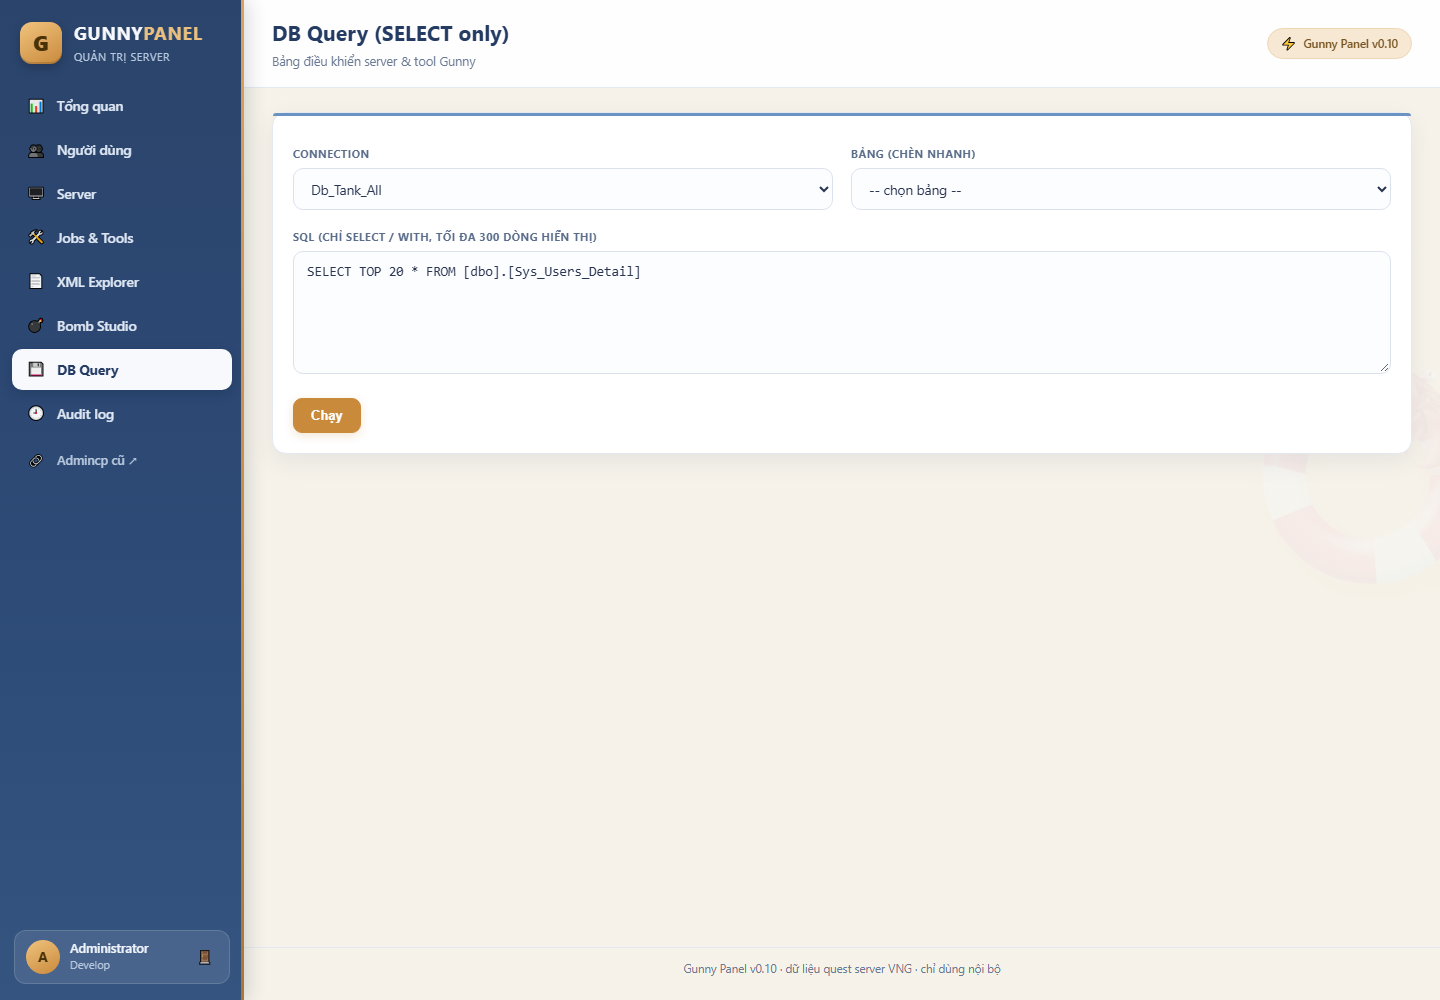 G
GUNNYPANEL
QUẢN TRỊ SERVER
Tổng quan
Người dùng
Server
Jobs & Tools
XML Explorer
Bomb Studio
DB Query
Audit log
Admincp cũ ↗
A
Administrator
Develop
DB Query (SELECT only)
Bảng điều khiển server & tool Gunny
⚡ Gunny Panel v0.10
CONNECTION
Db_Tank_All
BẢNG (CHÈN NHANH)
-- chọn bảng --
SQL (CHỈ SELECT / WITH, TỐI ĐA 300 DÒNG HIỂN THỊ)
SELECT TOP 20 * FROM [dbo].[Sys_Users_Detail]
Chạy
Gunny Panel v0.10 · dữ liệu quest server VNG · chỉ dùng nội bộ